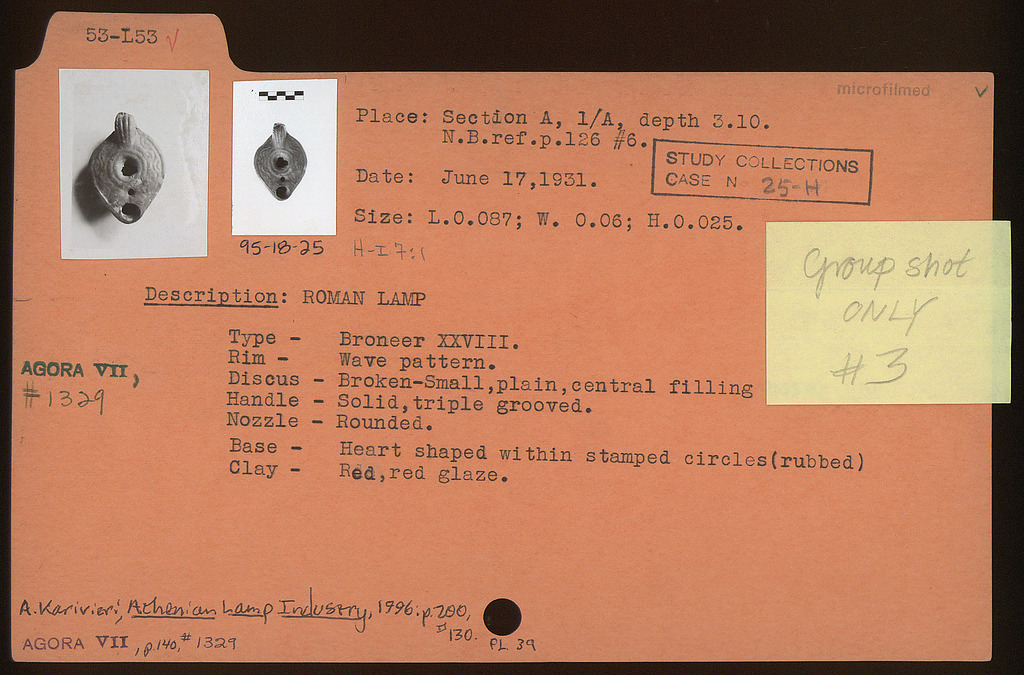 53-L53 √
microfilmed ✓
Place: Section A, 1/A, depth 3.10.
N.B.ref.p.126 #6.
STUDY COLLECTIONS
CASE N 25-H
Date: June 17,1931.
Size: L.0.087; W. 0.06; H.0.025.
95-18-25
H-I 7:1
Group shot
ONLY
#3
Description: ROMAN LAMP
Type - Broneer XXVIII.
Rim - Wave pattern.
Discus - Broken-Small,plain,central filling
Handle - Solid,triple grooved.
Nozzle - Rounded.
Base - Heart shaped within stamped circles(rubbed)
Clay - Red,red glaze.
AGORA VII,
#1329
A. Karivieri, Athenian Lamp Industry, 1996: p.200,
#130.
AGORA VII, p.140, #1329
PL. 39